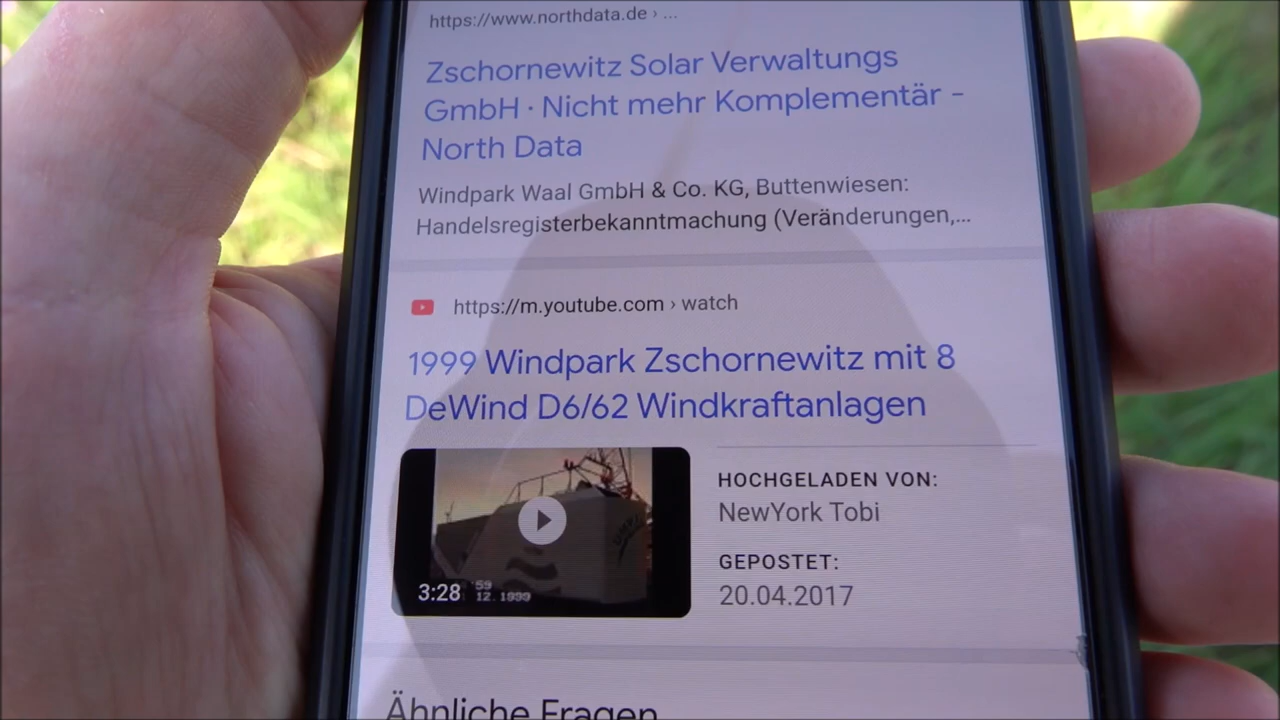 https://www.northdata.de › ...
Zschornewitz Solar Verwaltungs
GmbH · Nicht mehr Komplementär -
North Data
Windpark Waal GmbH & Co. KG, Buttenwiesen:
Handelsregisterbekanntmachung (Veränderungen,...
https://m.youtube.com › watch
1999 Windpark Zschornewitz mit 8
DeWind D6/62 Windkraftanlagen
HOCHGELADEN VON:
NewYork Tobi
GEPOSTET:
20.04.2017
3:28
:59
12. 1999
Ähnliche Fragen